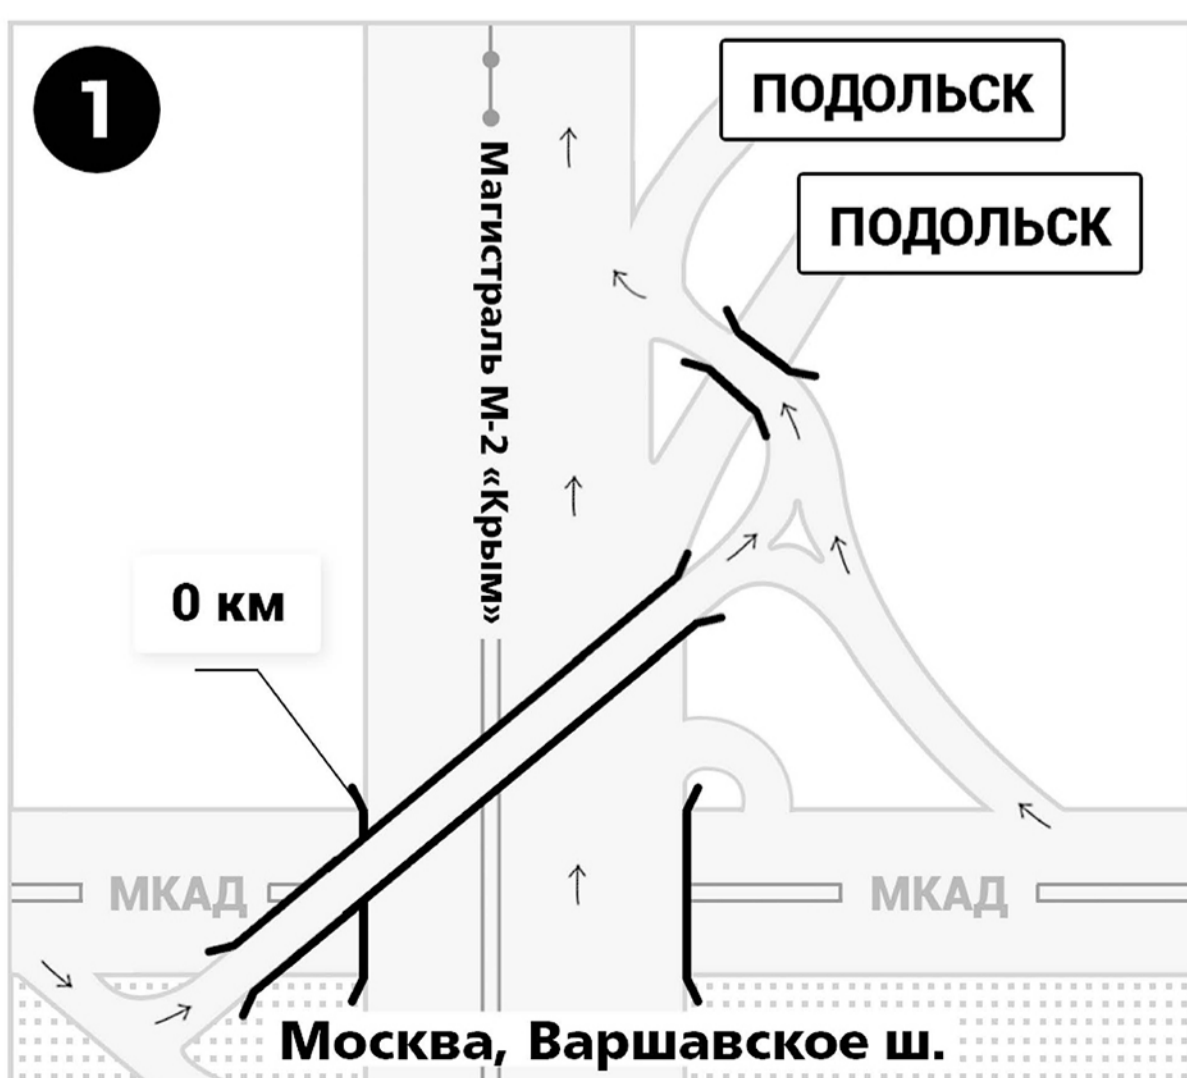 1
ПОДОЛЬСК
ПОДОЛЬСК
Магистраль М-2 «Крым»
0 км
МКАД
МКАД
Москва, Варшавское ш.